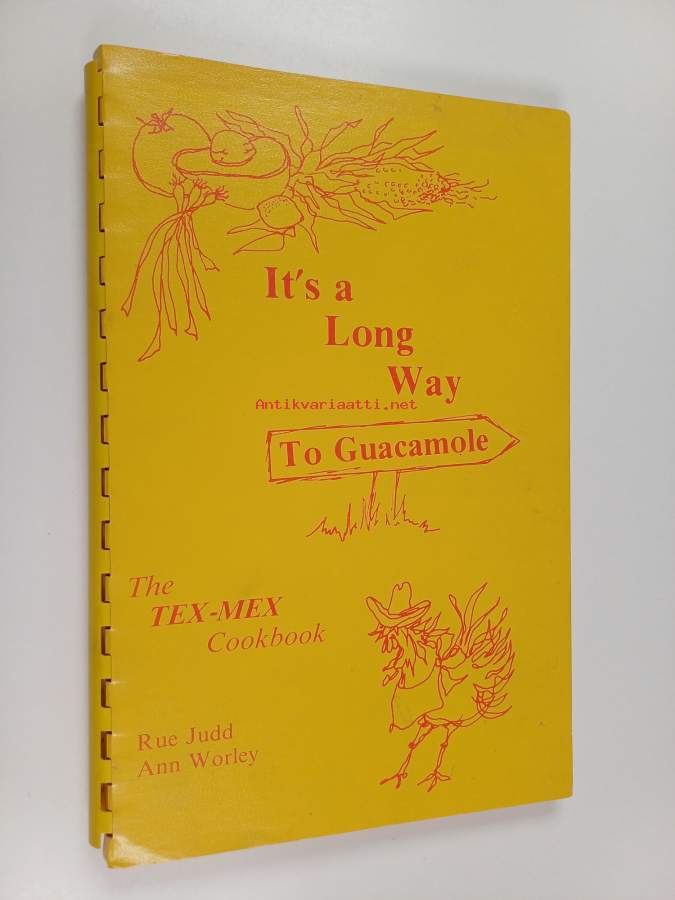 It's a
Long
Way
Antikvariaatti.net
To Guacamole
The
TEX-MEX
Cookbook
Rue Judd
Ann Worley